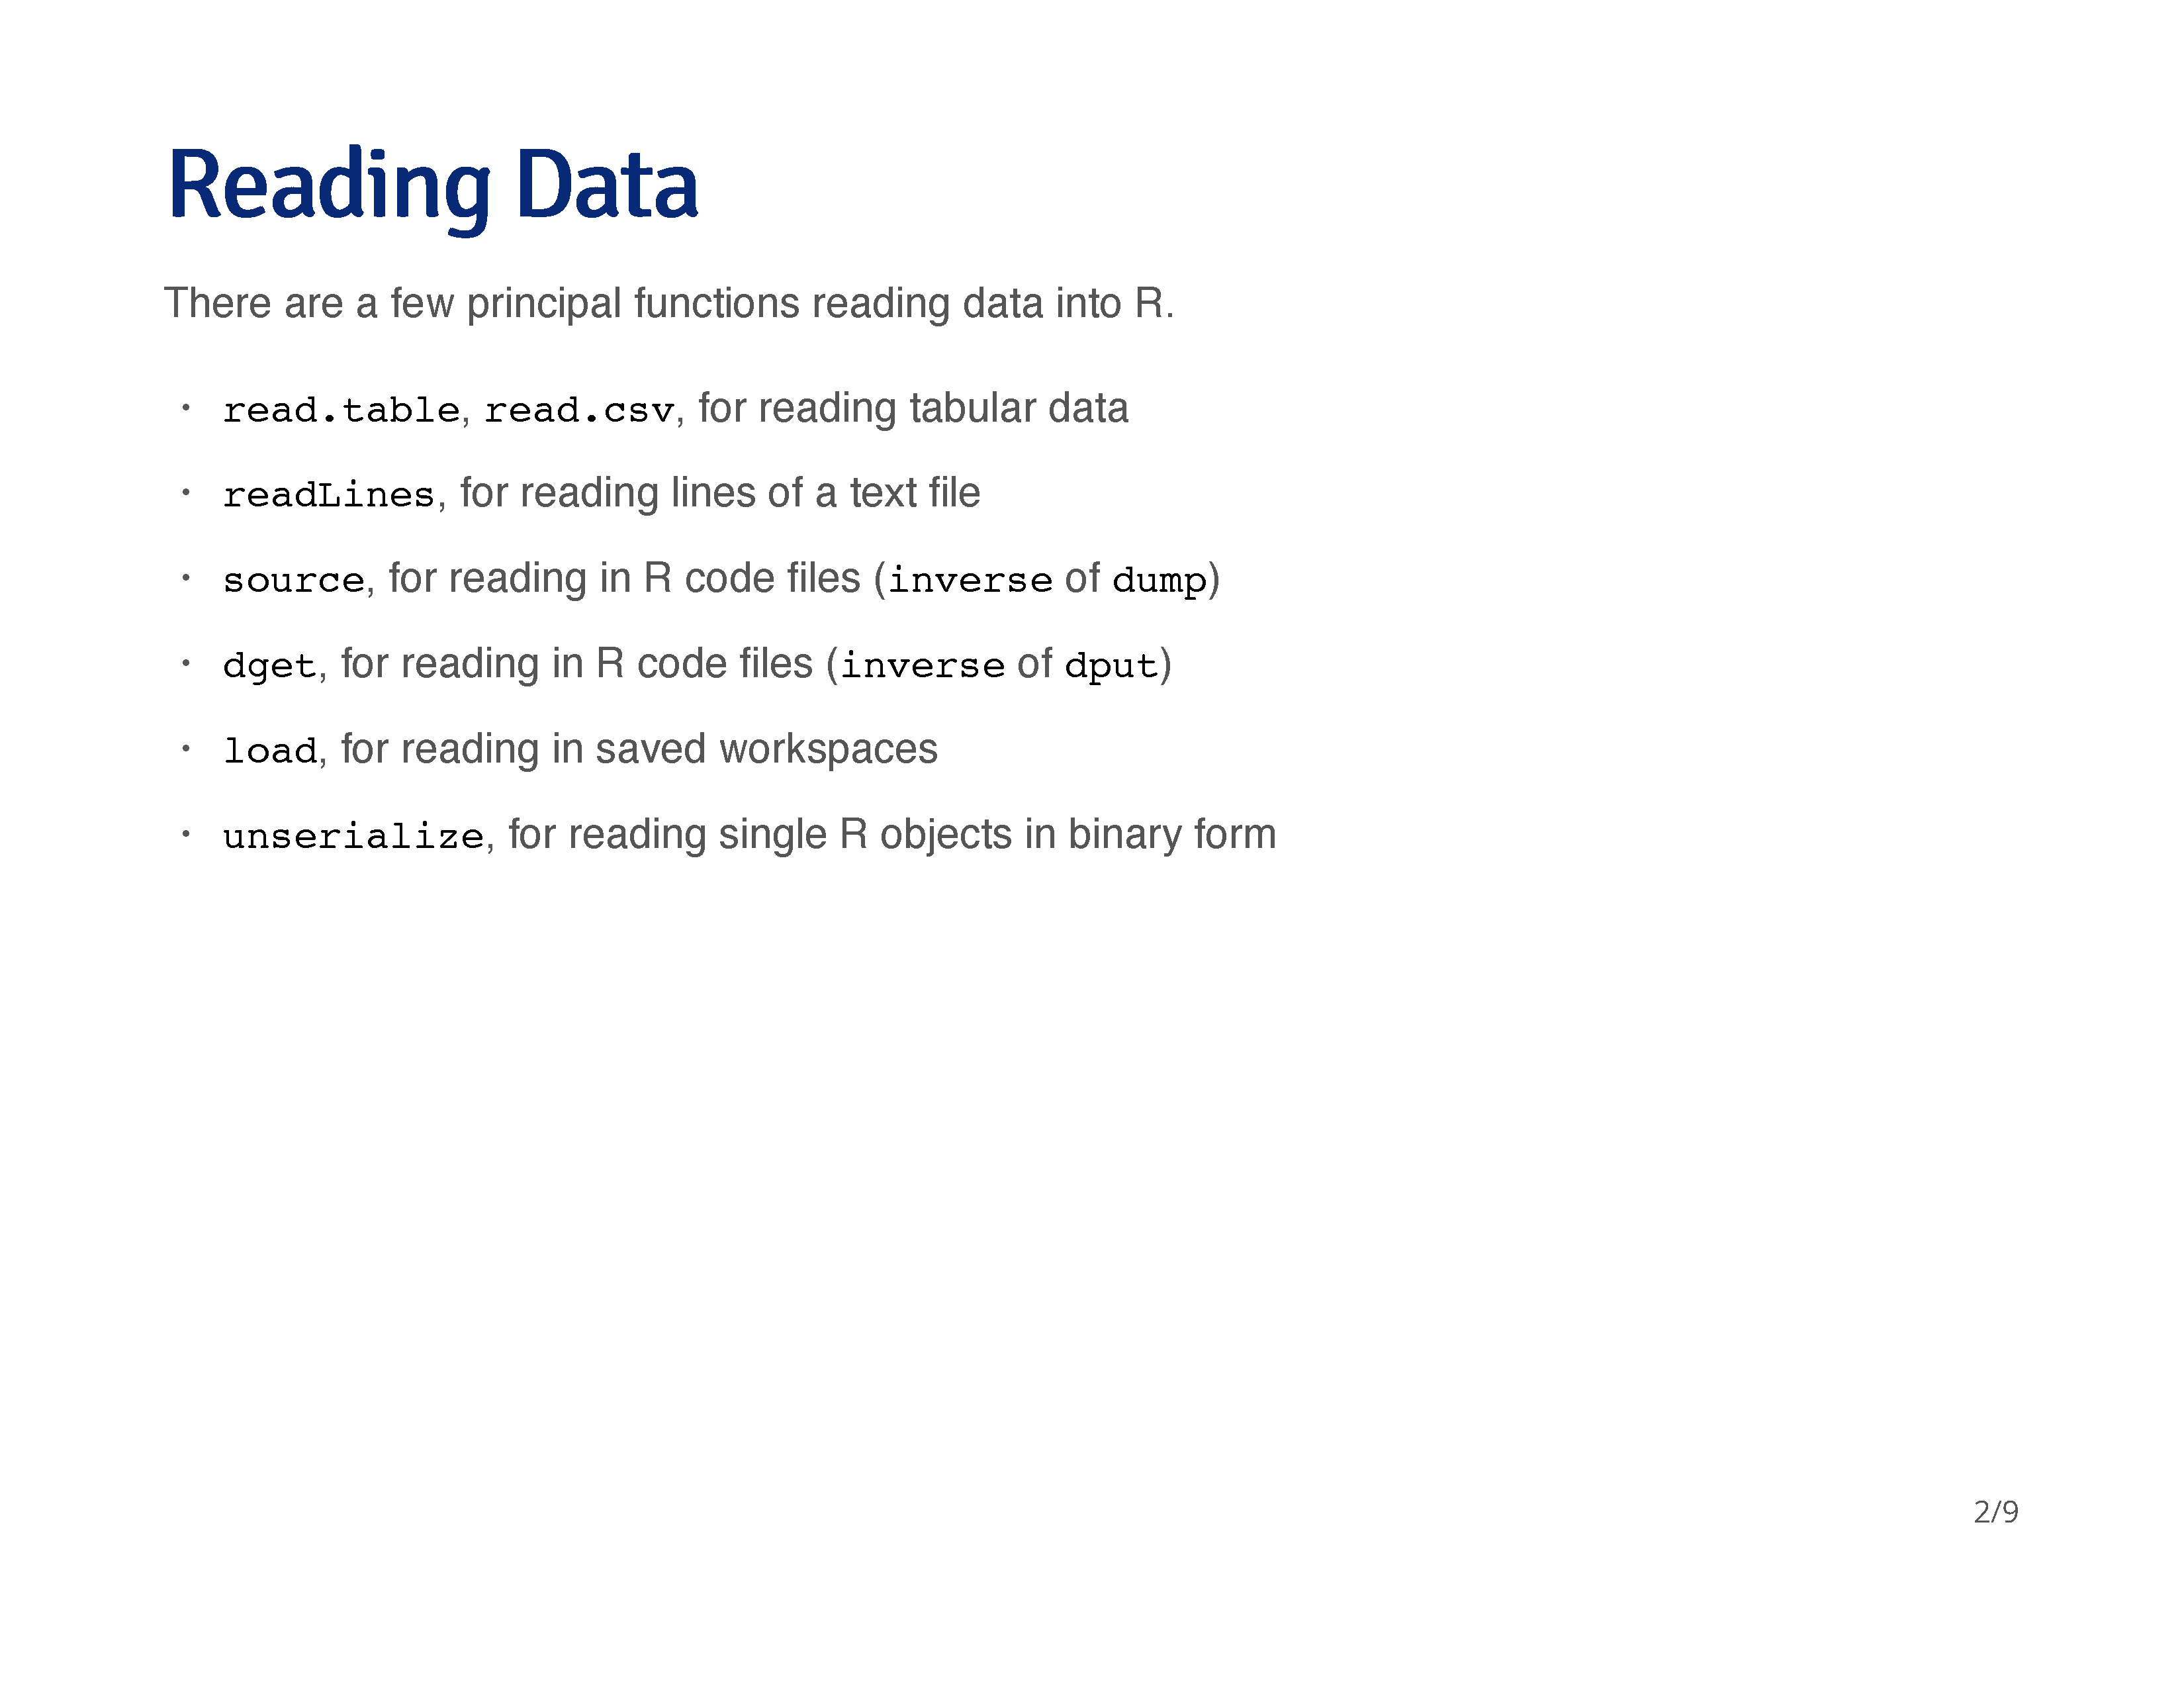 Reading Data
There are a few principal functions reading data into R.
· read.table, read.csv, for reading tabular data
· readLines, for reading lines of a text file
· source, for reading in R code files (inverse of dump)
· dget, for reading in R code files (inverse of dput)
· load, for reading in saved workspaces
· unserialize, for reading single R objects in binary form
2/9